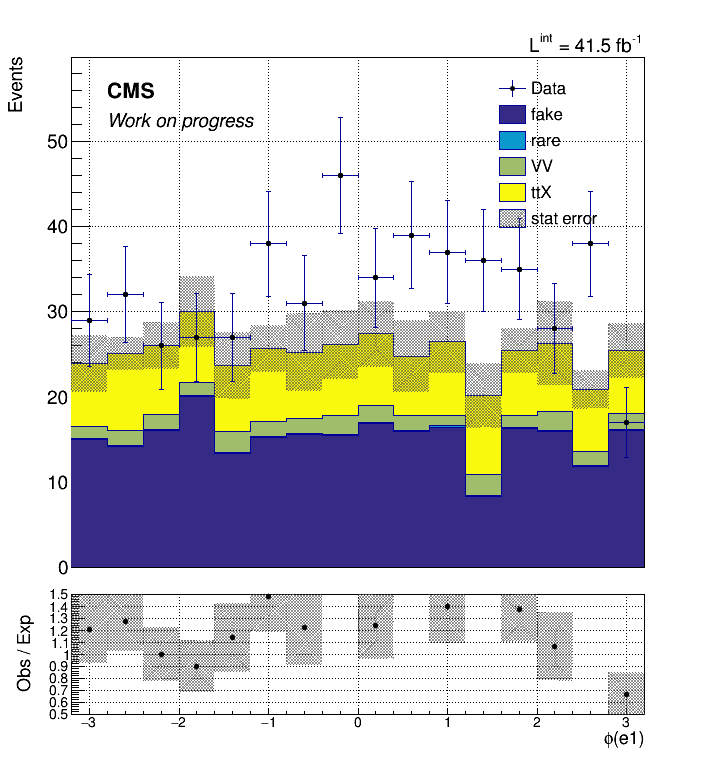 L^int = 41.5 fb^-1
Events
CMS
Work on progress
Data
fake
rare
VV
ttX
stat error
50
40
30
20
10
0
Obs / Exp
1.5
1.4
1.3
1.2
1.1
1
0.9
0.8
0.7
0.6
0.5
−3 −2 −1 0 1 2 3
ϕ(e1)